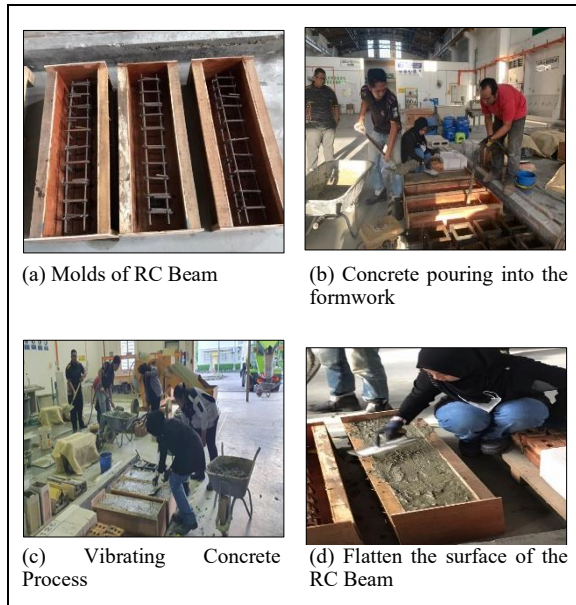 (a) Molds of RC Beam
(b) Concrete pouring into the
formwork
(c) Vibrating Concrete
Process
(d) Flatten the surface of the
RC Beam